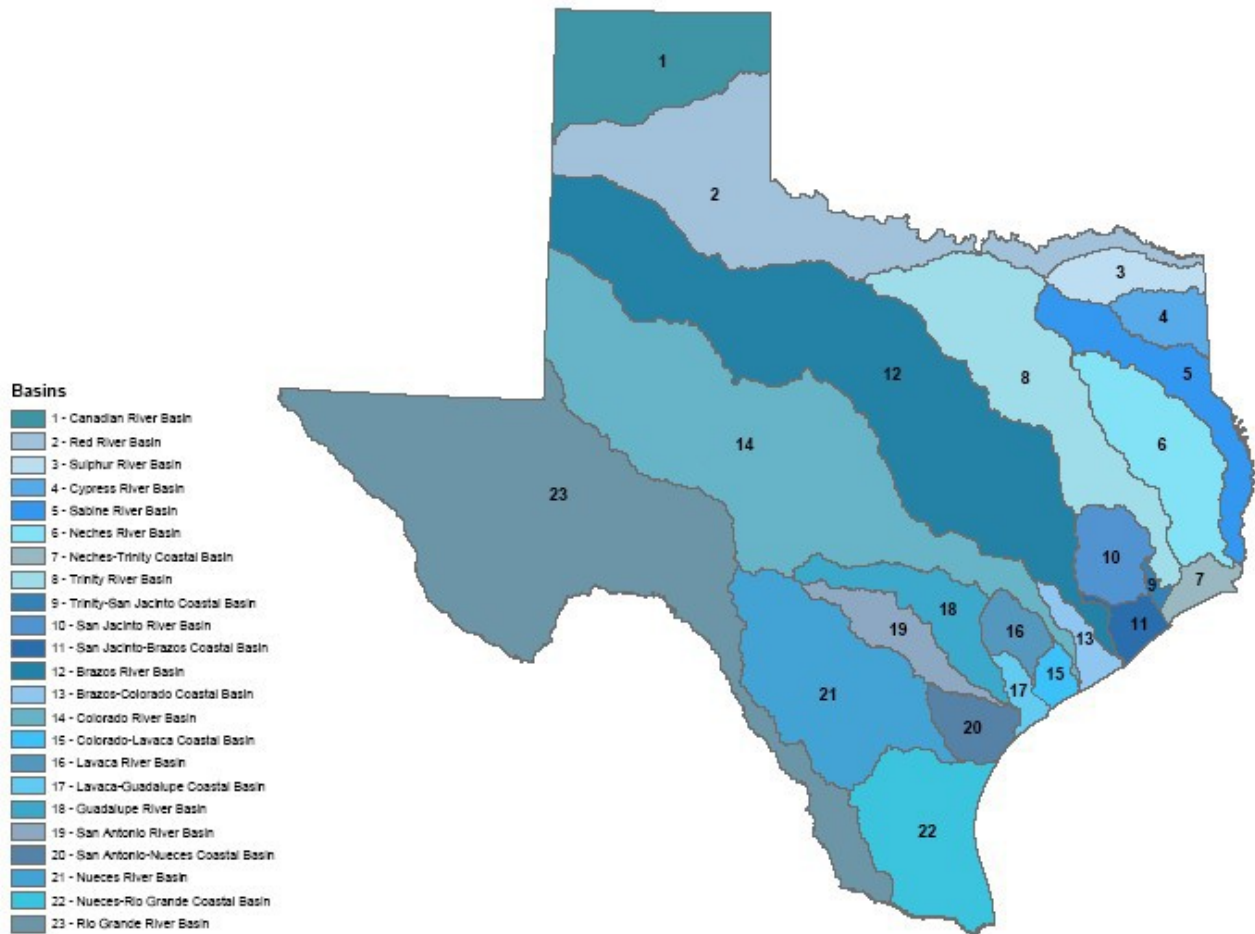 1
2
3
4
5
12
8
6
14
23
10
9
7
18
16
13
11
19
15
17
21
20
22
Basins
1 - Canadian River Basin
2 - Red River Basin
3 - Sulphur River Basin
4 - Cypress River Basin
5 - Sabine River Basin
6 - Neches River Basin
7 - Neches-Trinity Coastal Basin
8 - Trinity River Basin
9 - Trinity-San Jacinto Coastal Basin
10 - San Jacinto River Basin
11 - San Jacinto-Brazos Coastal Basin
12 - Brazos River Basin
13 - Brazos-Colorado Coastal Basin
14 - Colorado River Basin
15 - Colorado-Lavaca Coastal Basin
16 - Lavaca River Basin
17 - Lavaca-Guadalupe Coastal Basin
18 - Guadalupe River Basin
19 - San Antonio River Basin
20 - San Antonio-Nueces Coastal Basin
21 - Nueces River Basin
22 - Nueces-Rio Grande Coastal Basin
23 - Rio Grande River Basin